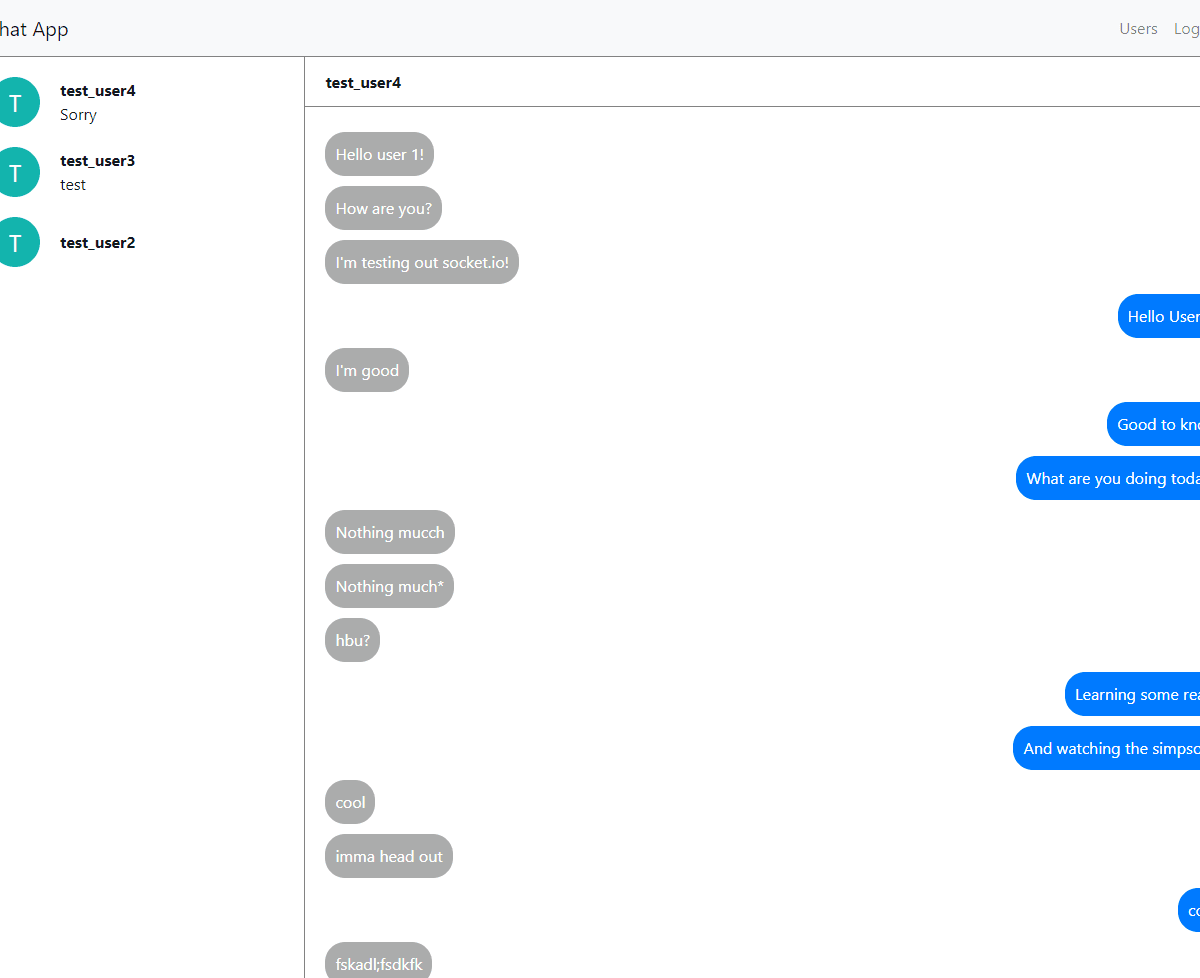 hat App
Users Log
T
test_user4
Sorry
T
test_user3
test
T
test_user2
test_user4
Hello user 1!
How are you?
I'm testing out socket.io!
Hello User
I'm good
Good to kno
What are you doing toda
Nothing mucch
Nothing much*
hbu?
Learning some rea
And watching the simpso
cool
imma head out
co
fskadl;fsdkfk